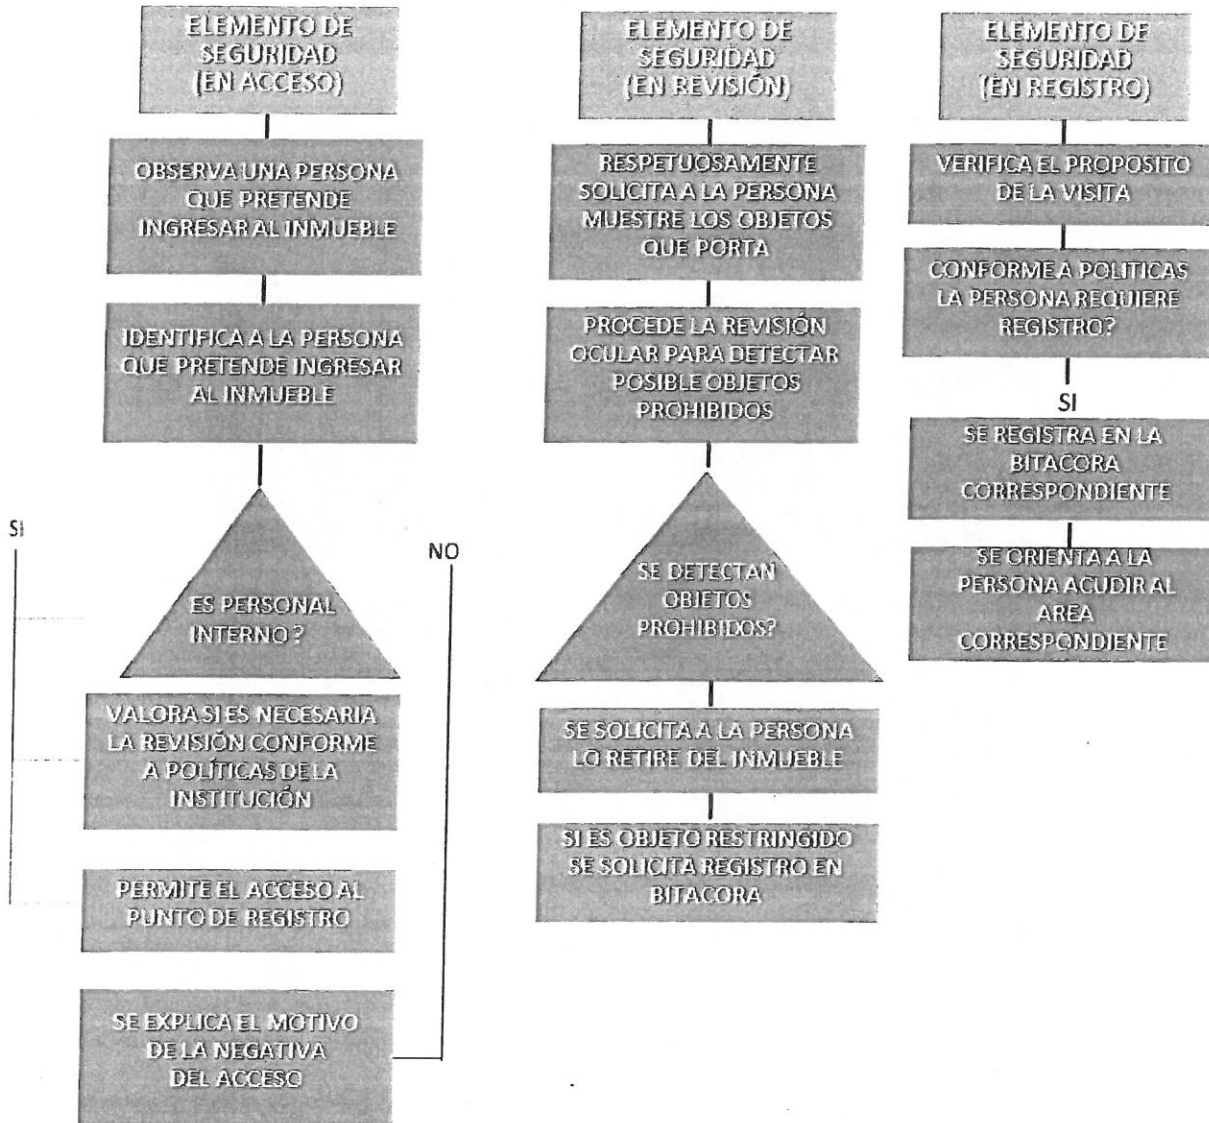 ELEMENTO DE
SEGURIDAD
(EN ACCESO)
OBSERVA UNA PERSONA
QUE PRETENDE
INGRESAR AL INMUEBLE
IDENTIFICA A LA PERSONA
QUE PRETENDE INGRESAR
AL INMUEBLE
SI
NO
ES PERSONAL
INTERNO?
VALORA SI ES NECESARIA
LA REVISIÓN CONFORME
A POLÍTICAS DE LA
INSTITUCIÓN
PERMITE EL ACCESO AL
PUNTO DE REGISTRO
SE EXPLICA EL MOTIVO
DE LA NEGATIVA
DEL ACCESO
ELEMENTO DE
SEGURIDAD
(EN REVISIÓN)
RESPETUOSAMENTE
SOLICITA A LA PERSONA
MUESTRE LOS OBJETOS
QUE PORTA
PROCEDE LA REVISIÓN
OCULAR PARA DETECTAR
POSIBLE OBJETOS
PROHIBIDOS
SE DETECTAN
OBJETOS
PROHIBIDOS?
SE SOLICITA A LA PERSONA
LO RETIRE DEL INMUEBLE
SI ES OBJETO RESTRINGIDO
SE SOLICITA REGISTRO EN
BITACORA
ELEMENTO DE
SEGURIDAD
(EN REGISTRO)
VERIFICA EL PROPOSITO
DE LA VISITA
CONFORME A POLITICAS
LA PERSONA REQUIERE
REGISTRO?
SI
SE REGISTRA EN LA
BITACORA
CORRESPONDIENTE
SE ORIENTA A LA
PERSONA ACUDIR AL
AREA
CORRESPONDIENTE